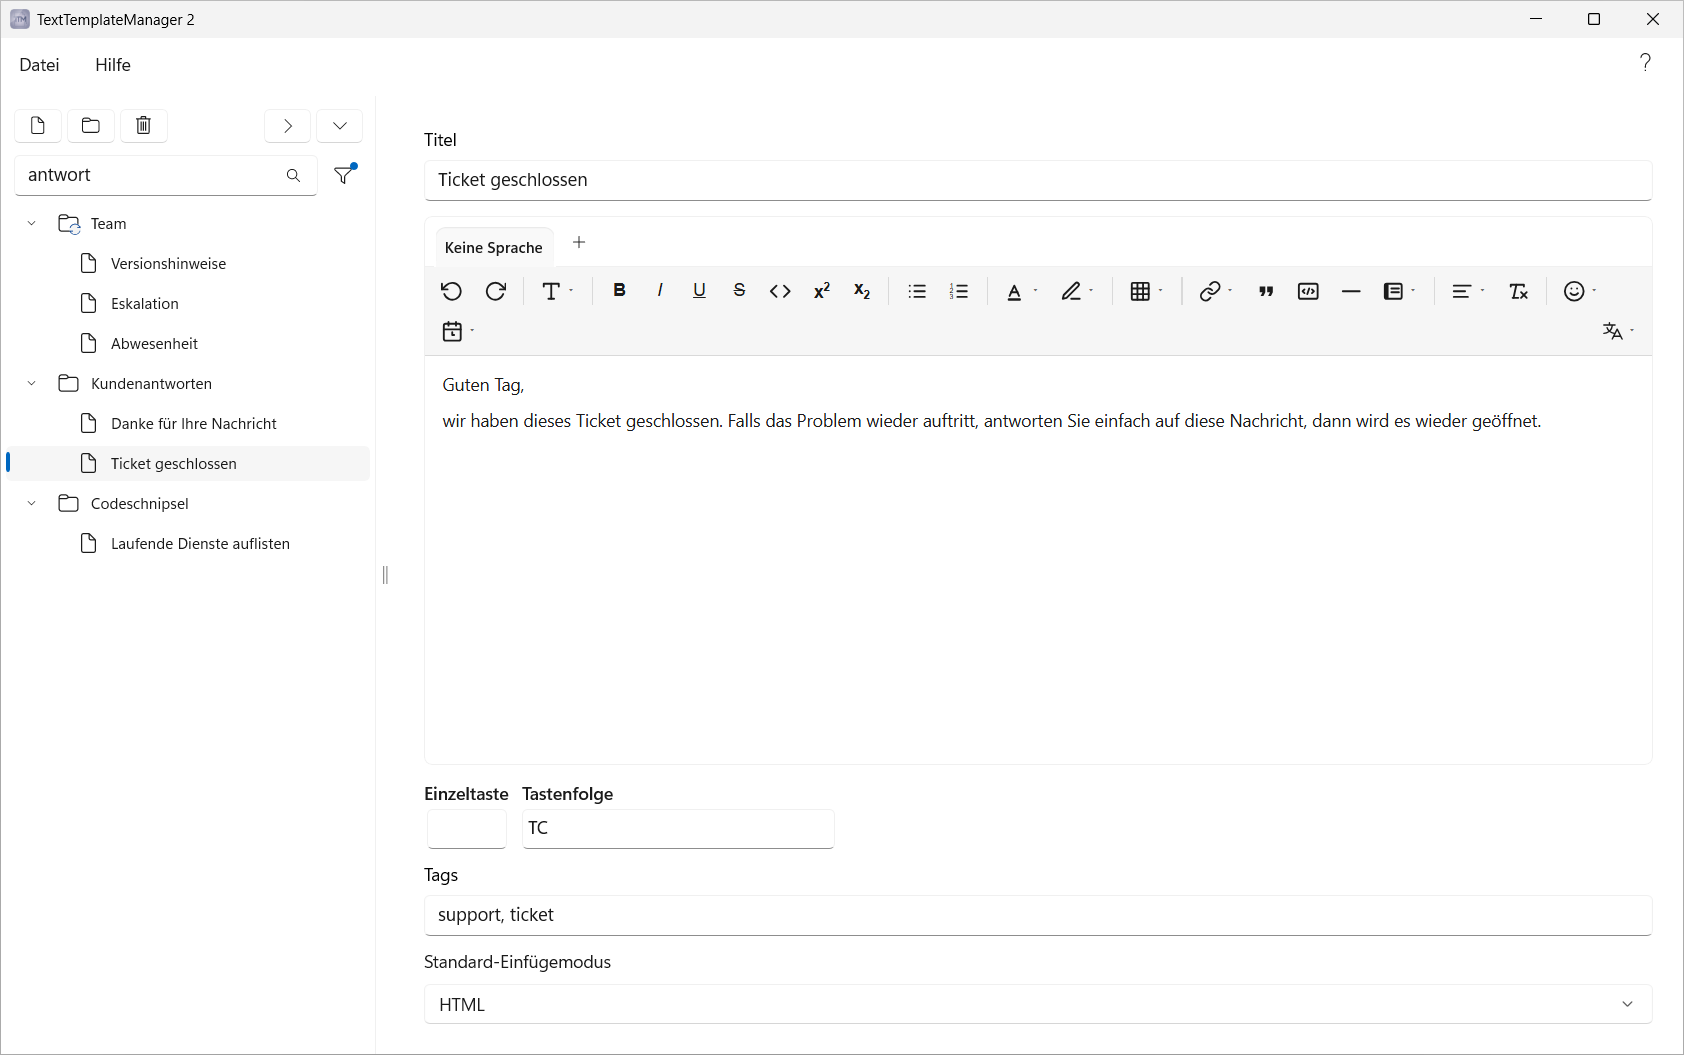 TextTemplateManager 2
Datei Hilfe
?
antwort
Team
Versionshinweise
Eskalation
Abwesenheit
Kundenantworten
Danke für Ihre Nachricht
Ticket geschlossen
Codeschnipsel
Laufende Dienste auflisten
Titel
Ticket geschlossen
Keine Sprache
Guten Tag,
wir haben dieses Ticket geschlossen. Falls das Problem wieder auftritt, antworten Sie einfach auf diese Nachricht, dann wird es wieder geöffnet.
Einzeltaste Tastenfolge
TC
Tags
support, ticket
Standard-Einfügemodus
HTML